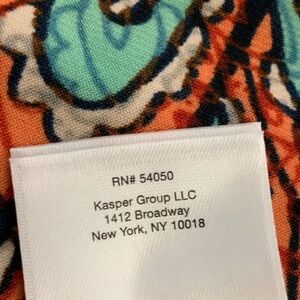 RN# 54050
Kasper Group LLC
1412 Broadway
New York, NY 10018